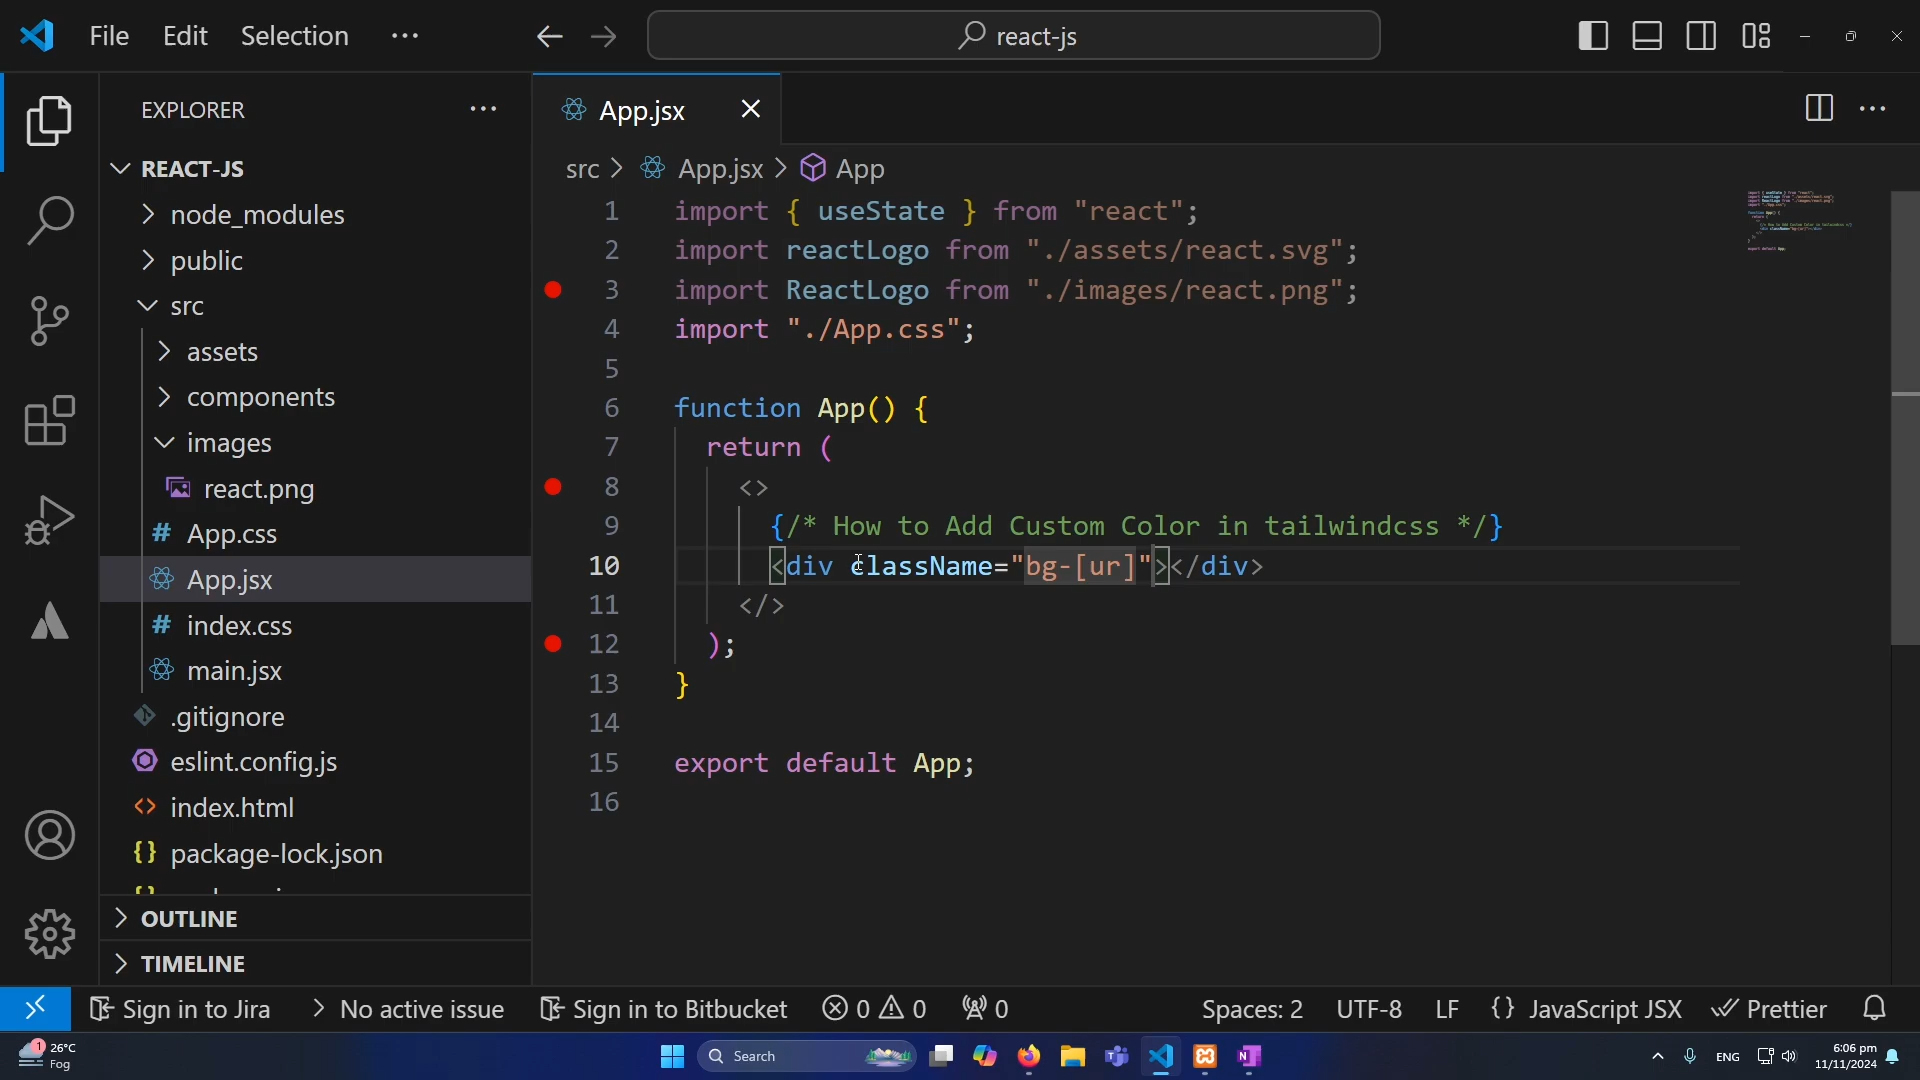 File Edit Selection ···
react-js
EXPLORER ···
App.jsx
REACT-JS
src > App.jsx > App
node_modules
public
src
assets
components
images
react.png
App.css
App.jsx
index.css
main.jsx
.gitignore
eslint.config.js
index.html
package-lock.json
OUTLINE
TIMELINE
1 import { useState } from "react";
2 import reactLogo from "./assets/react.svg";
3 import ReactLogo from "./images/react.png";
4 import "./App.css";
5
6 function App() {
7 return (
8 <>
9 {/* How to Add Custom Color in tailwindcss */}
10 <div className="bg-[ur]"></div>
11 </>
12 );
13 }
14
15 export default App;
16
Sign in to Jira > No active issue Sign in to Bitbucket 0 0 0 Spaces: 2 UTF-8 LF {} JavaScript JSX Prettier
1 26°C
Fog
Search
ENG
6:06 pm
11/11/2024